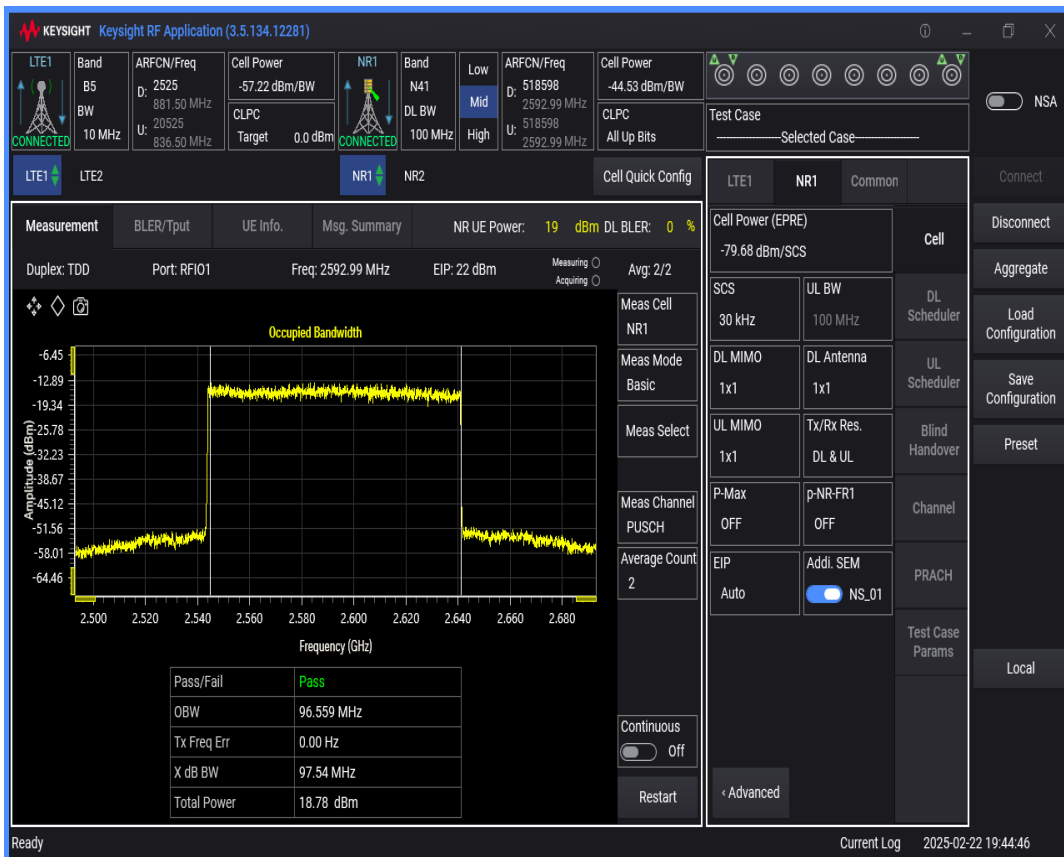 KEYSIGHT Keysight RF Application (3.5.134.12281)
LTE1
CONNECTED
Band
B5
BW
10 MHz
ARFCN/Freq
D: 2525
881.50 MHz
U: 20525
836.50 MHz
Cell Power
-57.22 dBm/BW
CLPC
Target 0.0 dBm
NR1
CONNECTED
Band
N41
DL BW
100 MHz
Low
Mid
High
ARFCN/Freq
D: 518598
2592.99 MHz
U: 518598
2592.99 MHz
Cell Power
-44.53 dBm/BW
CLPC
All Up Bits
Test Case
Selected Case
NSA
LTE1 LTE2 NR1 NR2 Cell Quick Config
Measurement BLER/Tput UE Info. Msg. Summary NR UE Power: 19 dBm DL BLER: 0 %
Duplex: TDD Port: RFIO1 Freq: 2592.99 MHz EIP: 22 dBm Measuring Avg: 2/2
Acquiring
Occupied Bandwidth
Amplitude (dBm)
-6.45
-12.89
-19.34
-25.78
-32.23
-38.67
-45.12
-51.56
-58.01
-64.46
2.500 2.520 2.540 2.560 2.580 2.600 2.620 2.640 2.660 2.680
Frequency (GHz)
Pass/Fail Pass
OBW 96.559 MHz
Tx Freq Err 0.00 Hz
X dB BW 97.54 MHz
Total Power 18.78 dBm
Meas Cell
NR1
Meas Mode
Basic
Meas Select
Meas Channel
PUSCH
Average Count
2
Continuous
Off
Restart
LTE1 NR1 Common
Cell Power (EPRE)
-79.68 dBm/SCS
SCS
30 kHz
UL BW
100 MHz
DL MIMO
1x1
DL Antenna
1x1
UL MIMO
1x1
Tx/Rx Res.
DL & UL
P-Max
OFF
p-NR-FR1
OFF
EIP
Auto
Addi. SEM
NS_01
‹ Advanced
Cell
DL
Scheduler
UL
Scheduler
Blind
Handover
Channel
PRACH
Test Case
Params
Connect
Disconnect
Aggregate
Load
Configuration
Save
Configuration
Preset
Local
Ready Current Log 2025-02-22 19:44:46